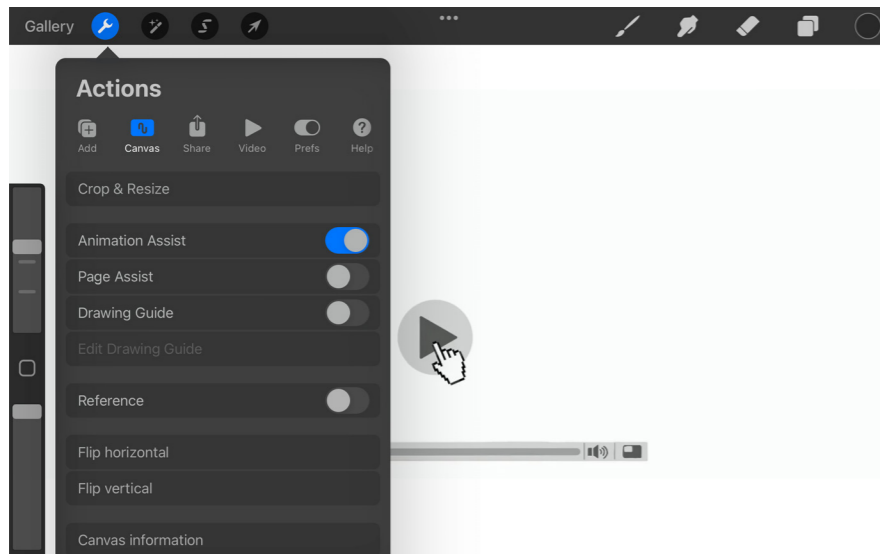 Gallery
Actions
Add Canvas Share Video Prefs Help
Crop & Resize
Animation Assist
Page Assist
Drawing Guide
Edit Drawing Guide
Reference
Flip horizontal
Flip vertical
Canvas information